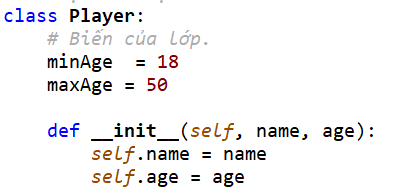 class Player:
# Biến của lớp.
minAge  = 18
maxAge = 50
def __init__(self, name, age):
self.name = name
self.age = age